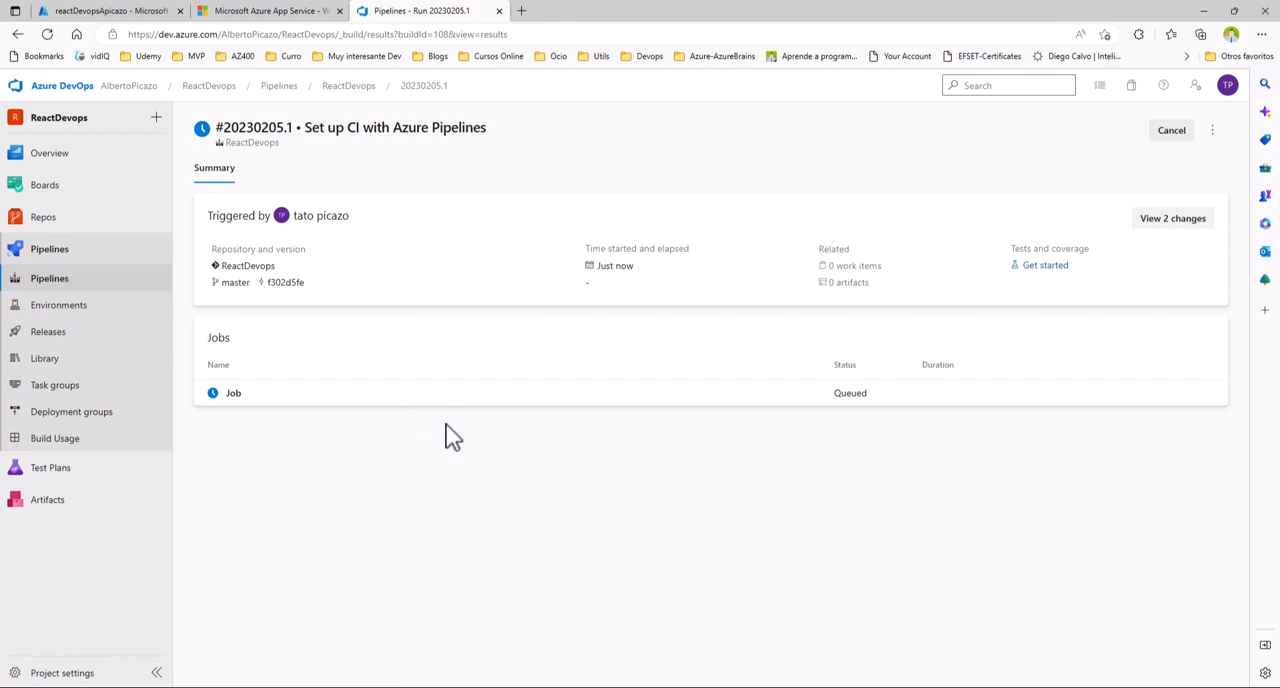 reactDevopsApicazo - Microsoft
Microsoft Azure App Service - W
Pipelines - Run 20230205.1
https://dev.azure.com/AlbertoPicazo/ReactDevops/_build/results?buildId=108&view=results
Bookmarks vidIQ Udemy MVP AZ400 Curro Muy interesante Dev Blogs Cursos Online Ocio Utils Devops Azure-AzureBrains Aprende a program... Your Account EFSET-Certificates Diego Calvo | Inteli... Otros favoritos
Azure DevOps AlbertoPicazo / ReactDevops / Pipelines / ReactDevops / 20230205.1
Search
TP
R ReactDevops
Overview
Boards
Repos
Pipelines
Pipelines
Environments
Releases
Library
Task groups
Deployment groups
Build Usage
Test Plans
Artifacts
Project settings
#20230205.1 • Set up CI with Azure Pipelines
ReactDevops
Cancel
Summary
Triggered by TP tato picazo
View 2 changes
Repository and version
ReactDevops
master f302d5fe
Time started and elapsed
Just now
-
Related
0 work items
0 artifacts
Tests and coverage
Get started
Jobs
Name Status Duration
Job Queued